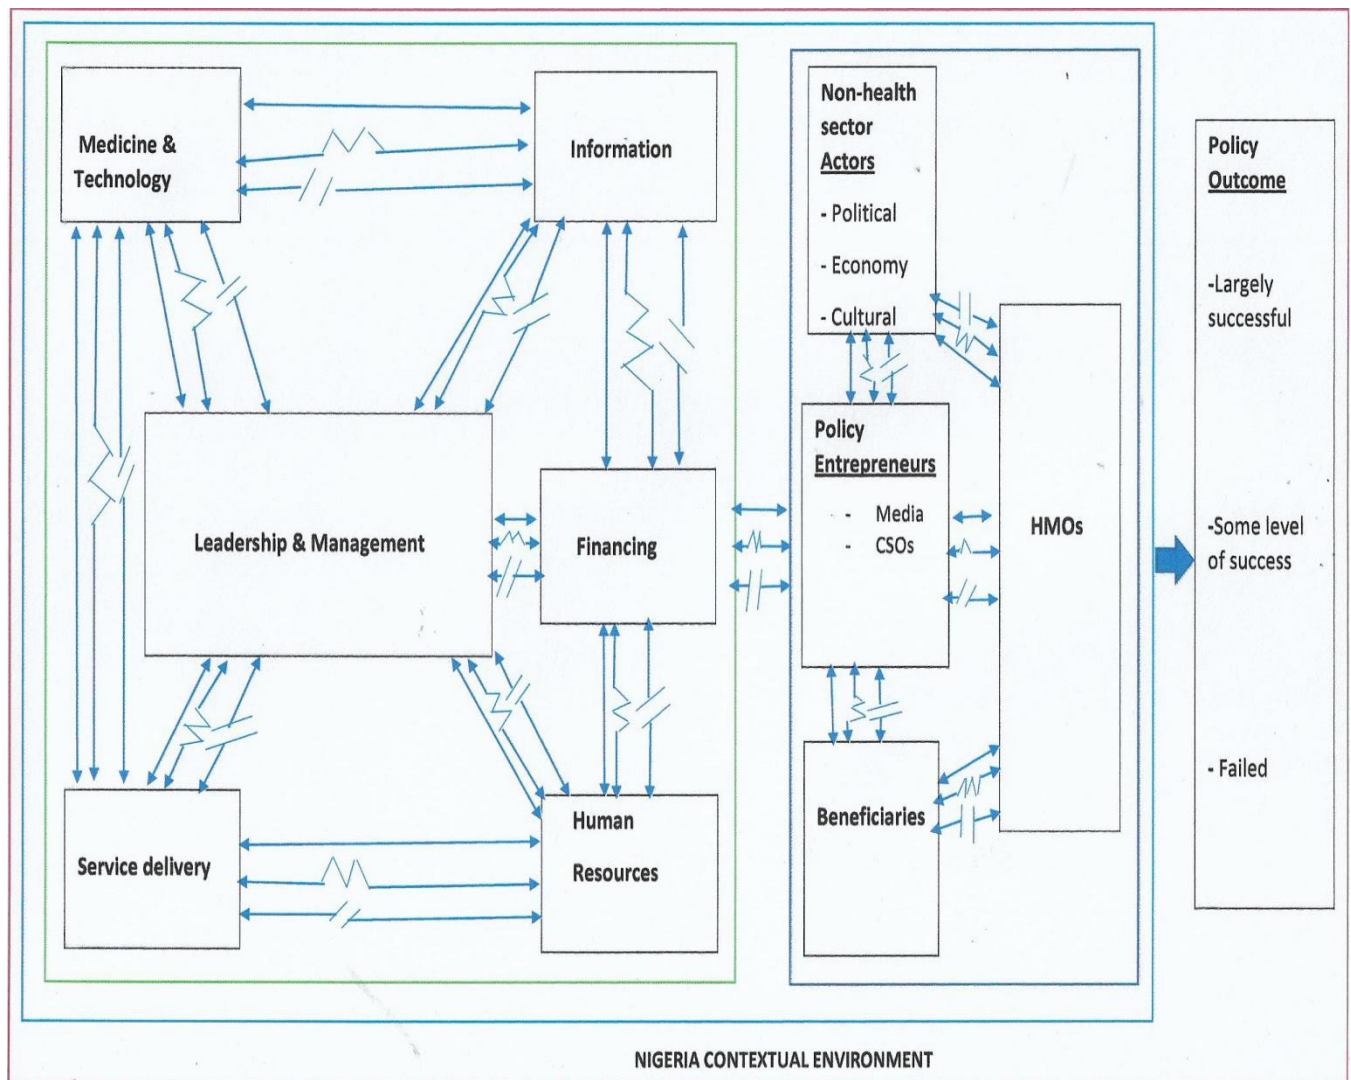 Medicine &
Technology
Information
Leadership & Management
Financing
Service delivery
Human
Resources
Non-health
sector
Actors
- Political
- Economy
- Cultural
Policy
Entrepreneurs
- Media
- CSOs
Beneficiaries
HMOs
Policy
Outcome
-Largely
successful
-Some level
of success
- Failed
NIGERIA CONTEXTUAL ENVIRONMENT